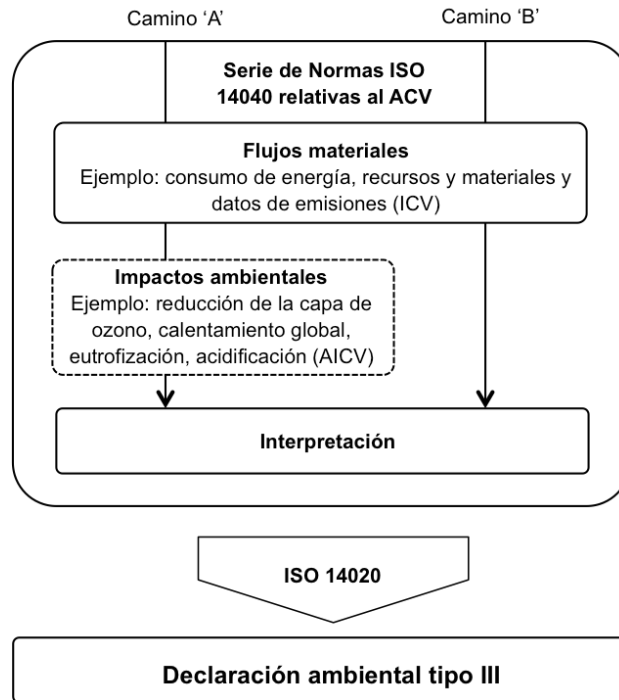 Camino ‘A’
Camino ‘B’
Serie de Normas ISO
14040 relativas al ACV
Flujos materiales
Ejemplo: consumo de energía, recursos y materiales y
datos de emisiones (ICV)
Impactos ambientales
Ejemplo: reducción de la capa de
ozono, calentamiento global,
eutrofización, acidificación (AICV)
Interpretación
ISO 14020
Declaración ambiental tipo III